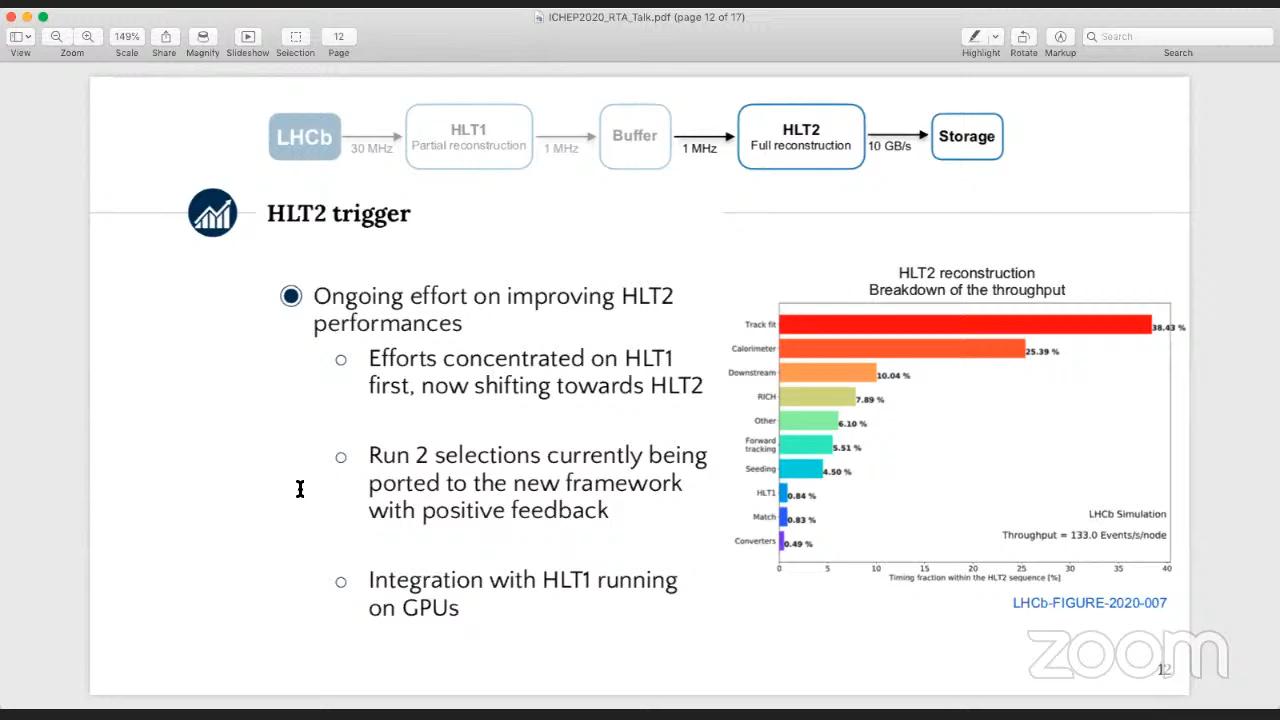 ICHEP2020_RTA_Talk.pdf (page 12 of 17)
149%
12
Search
View
Zoom
Scale
Share
Magnify
Slideshow
Selection
Page
Highlight
Rotate
Markup
Search
LHCb
30 MHz
HLT1
Partial reconstruction
1 MHz
Buffer
1 MHz
HLT2
Full reconstruction
10 GB/s
Storage
HLT2 trigger
Ongoing effort on improving HLT2
performances
Efforts concentrated on HLT1
first, now shifting towards HLT2
Run 2 selections currently being
ported to the new framework
with positive feedback
Integration with HLT1 running
on GPUs
HLT2 reconstruction
Breakdown of the throughput
Track fit 38.43 %
Calorimeter 25.39 %
Downstream 10.04 %
RICH 7.89 %
Other 6.10 %
Forward
tracking 5.51 %
Seeding 4.50 %
HLT1 0.84 %
Match 0.83 %
Converters 0.49 %
LHCb Simulation
Throughput = 133.0 Events/s/node
0 5 10 15 20 25 30 35 40
Timing fraction within the HLT2 sequence [%]
LHCb-FIGURE-2020-007
zoom
12